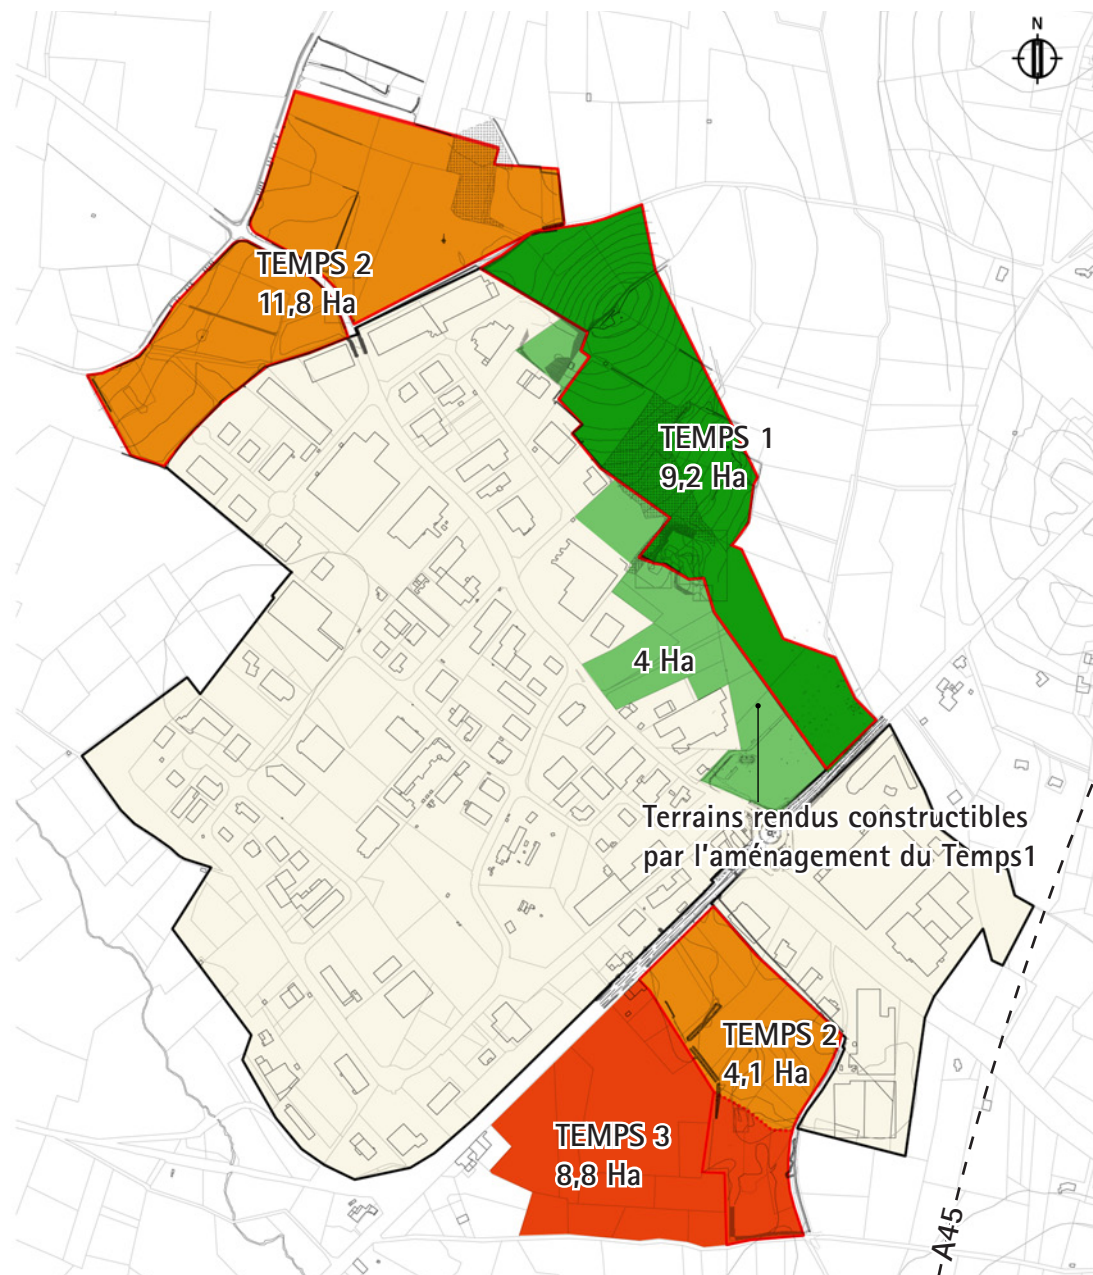 N
TEMPS 2
11,8 Ha
TEMPS 1
9,2 Ha
4 Ha
Terrains rendus constructibles
par l'aménagement du Temps1
TEMPS 2
4,1 Ha
TEMPS 3
8,8 Ha
A45